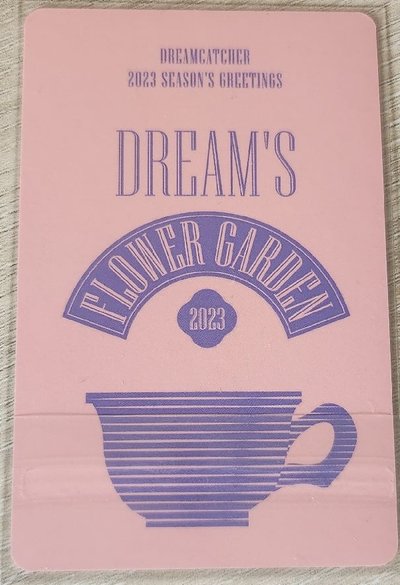 DREAMCATCHER
2023 SEASON'S GREETINGS
DREAM'S
FLOWER GARDEN
2023